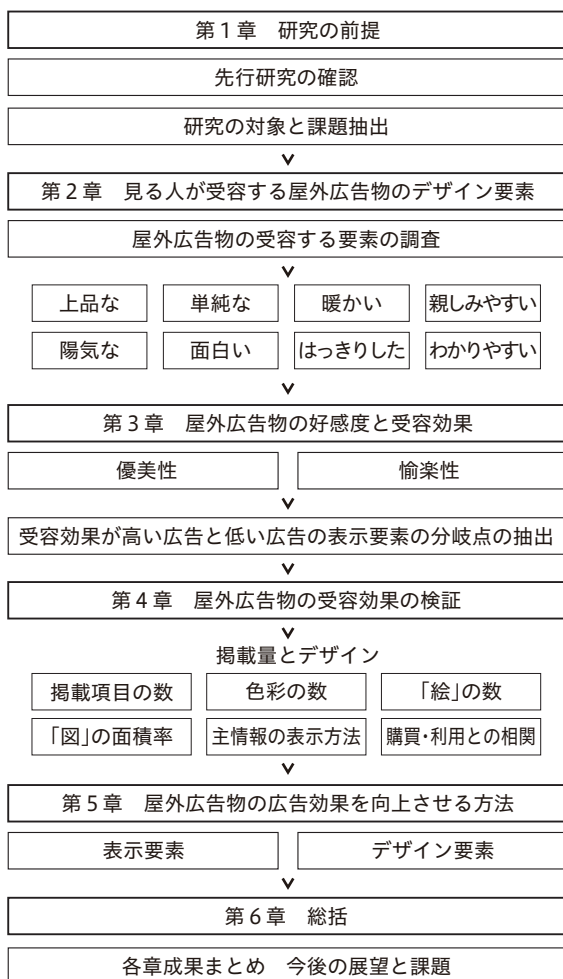 第1章　研究の前提
先行研究の確認
研究の対象と課題抽出
第2章　見る人が受容する屋外広告物のデザイン要素
屋外広告物の受容する要素の調査
上品な　単純な　暖かい　親しみやすい
陽気な　面白い　はっきりした　わかりやすい
第3章　屋外広告物の好感度と受容効果
優美性　愉楽性
受容効果が高い広告と低い広告の表示要素の分岐点の抽出
第4章　屋外広告物の受容効果の検証
掲載量とデザイン
掲載項目の数　色彩の数　「絵」の数
「図」の面積率　主情報の表示方法　購買・利用との相関
第5章　屋外広告物の広告効果を向上させる方法
表示要素　デザイン要素
第6章　総括
各章成果まとめ　今後の展望と課題